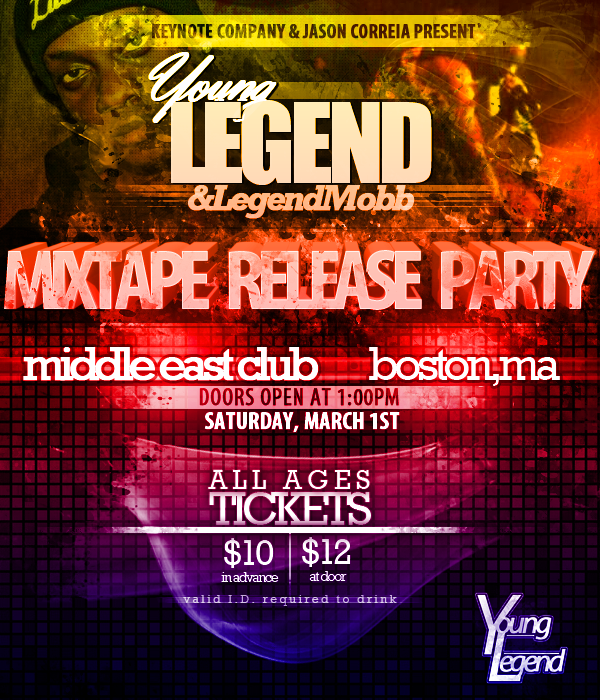 KEYNOTE COMPANY & JASON CORREIA PRESENT
Young
LEGEND
&LegendMobb
MIXTAPE RELEASE PARTY
middle east club boston,ma
DOORS OPEN AT 1:00PM
SATURDAY, MARCH 1ST
ALL AGES
TICKETS
$10 $12
in advance at door
valid I.D. required to drink.
Young
Legend